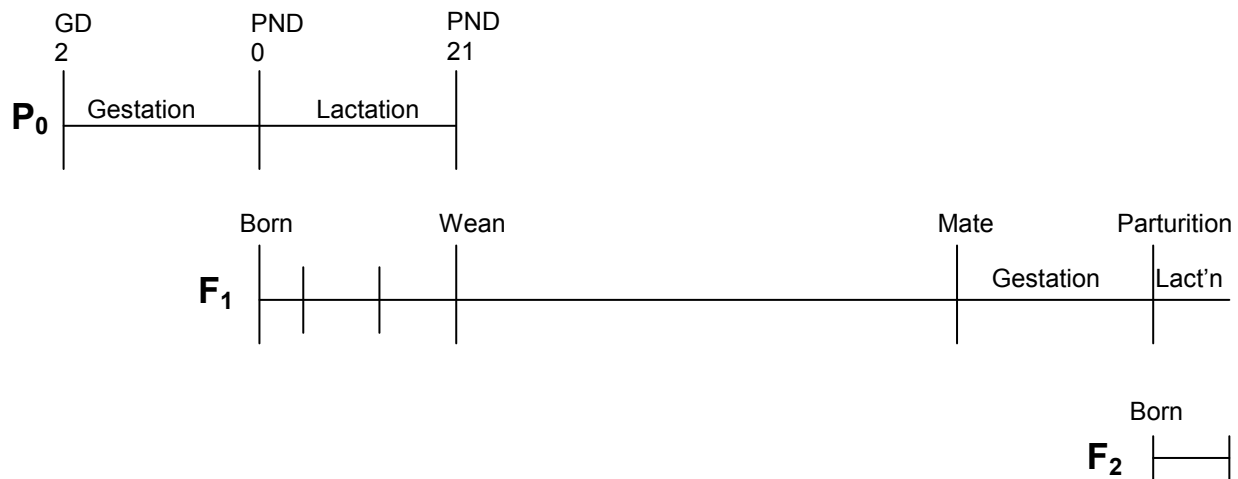 GD PND PND
2 0 21
Gestation Lactation
P0
Born Wean Mate Parturition
Gestation Lact’n
F1
Born
F2